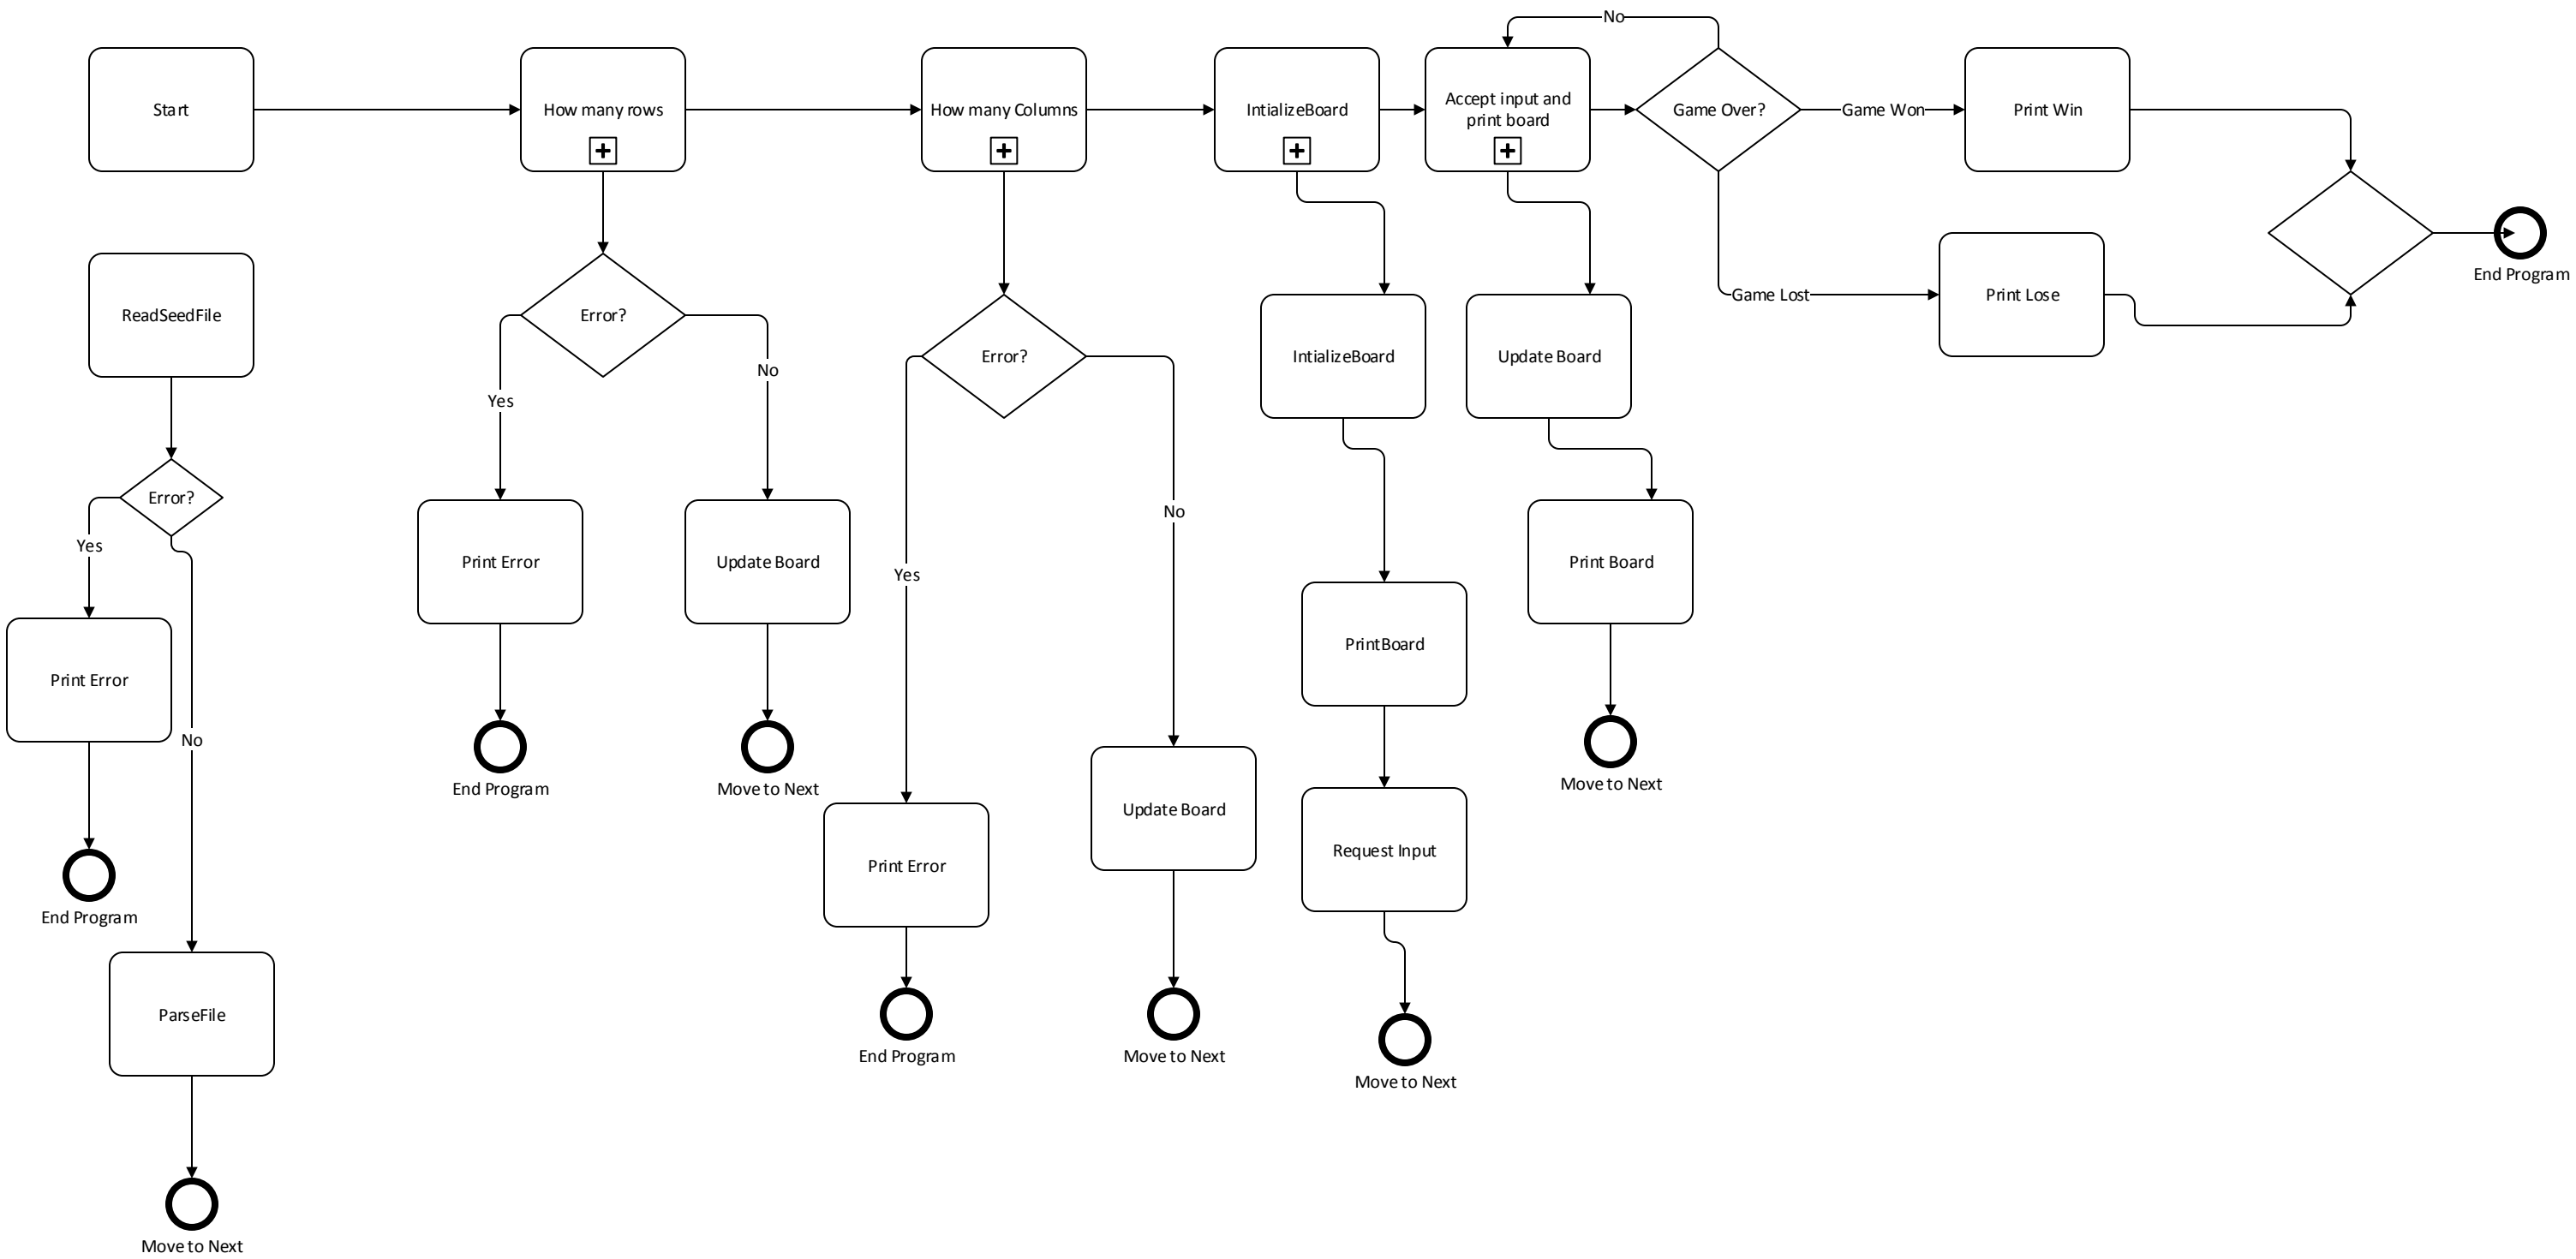 No
Start
How many rows
How many Columns
IntializeBoard
Accept input and
print board
Game Over?
Game Won
Print Win
End Program
ReadSeedFile
Error?
Yes
No
Print Error
End Program
ParseFile
Move to Next
Error?
Yes
No
Print Error
Update Board
End Program
Move to Next
Error?
Yes
No
Print Error
Update Board
End Program
Move to Next
IntializeBoard
PrintBoard
Request Input
Move to Next
Update Board
Print Board
Move to Next
Game Lost
Print Lose